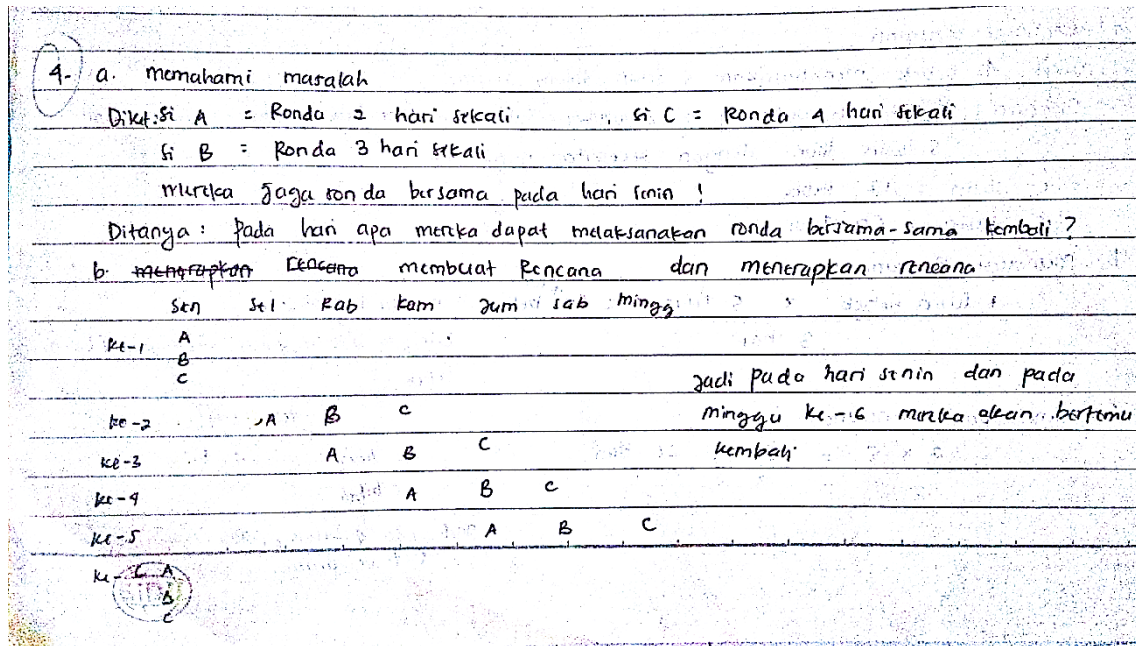 4. a. memahami masalah
Diket: Si A = Ronda 2 hari sekali . Si C = Ronda 4 hari sekali
Si B = Ronda 3 hari sekali
mereka Jaga ronda bersama pada hari senin !
Ditanya : pada hari apa mereka dapat melaksanakan ronda bersama-sama kembali ?
b. menerapkan rencana membuat Rencana dan menerapkan rencana
Sen Sel Rab Kam Jum Sab Mingg
ke-1 A
B
C
Jadi pada hari senin dan pada
ke-2 A B C minggu ke-6 mereka akan bertemu
ke-3 A B C kembali
ke-4 A B C
ke-5 A B C
ke-6 A
B
C